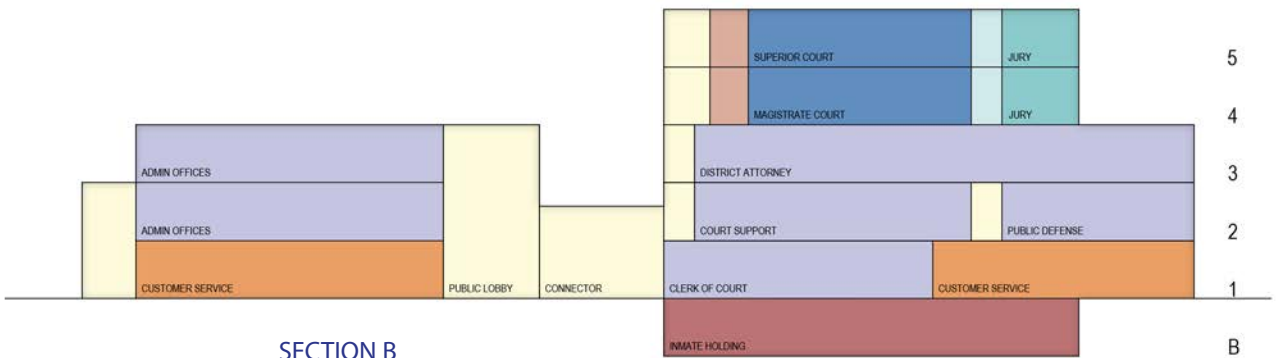 SUPERIOR COURT JURY 5
MAGISTRATE COURT JURY 4
ADMIN OFFICES DISTRICT ATTORNEY 3
ADMIN OFFICES COURT SUPPORT PUBLIC DEFENSE 2
CUSTOMER SERVICE PUBLIC LOBBY CONNECTOR CLERK OF COURT CUSTOMER SERVICE 1
SECTION B INMATE HOLDING B